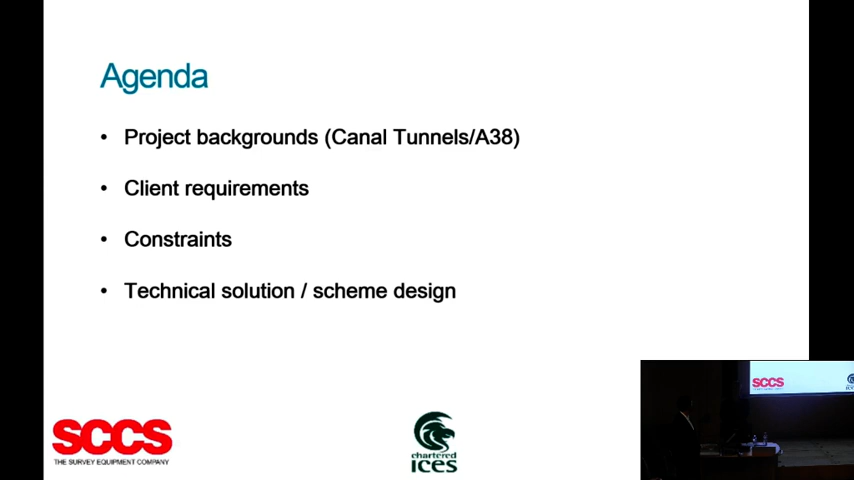 Agenda
• Project backgrounds (Canal Tunnels/A38)
• Client requirements
• Constraints
• Technical solution / scheme design
SCCS
THE SURVEY EQUIPMENT COMPANY
chartered
ICES
SCCS